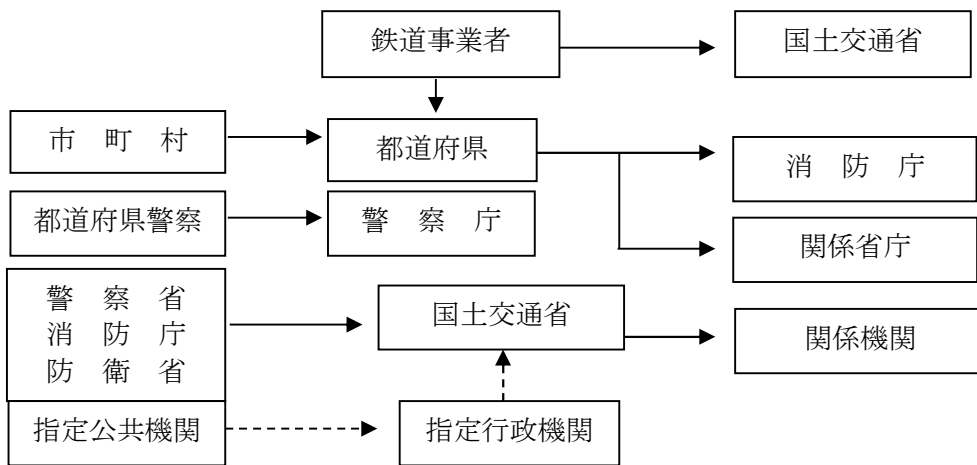 鉄道事業者
国土交通省
市　町　村
都道府県
消　防　庁
都道府県警察
警　察　庁
関係省庁
警　察　省
消　防　庁
防　衛　省
国土交通省
関係機関
指定公共機関
指定行政機関